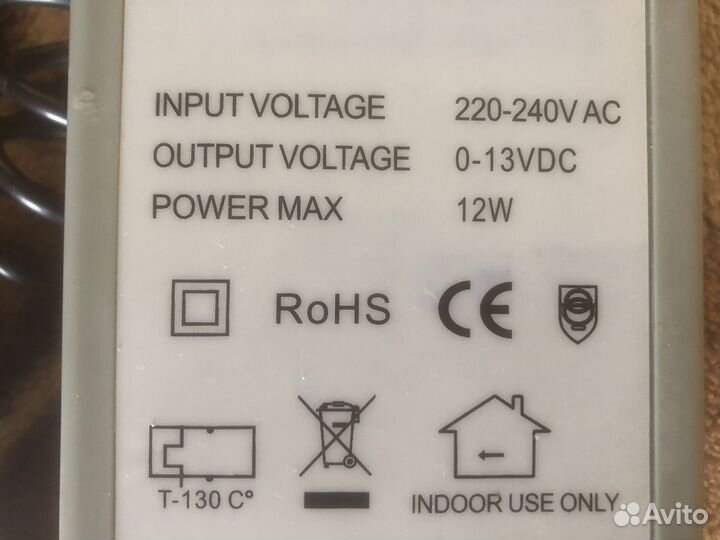 INPUT VOLTAGE 220-240V AC
OUTPUT VOLTAGE 0-13VDC
POWER MAX 12W
RoHS CE
T-130 C°
INDOOR USE ONLY
Avito